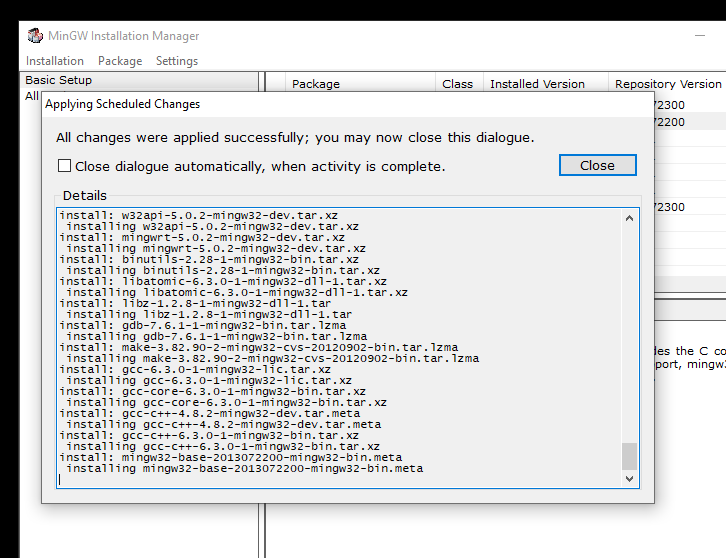 MinGW Installation Manager
Installation Package Settings
Basic Setup
All
Package Class Installed Version Repository Version
72300
72200
72300
Applying Scheduled Changes
All changes were applied successfully; you may now close this dialogue.
Close dialogue automatically, when activity is complete.
Close
Details
install: w32api-5.0.2-mingw32-dev.tar.xz
installing w32api-5.0.2-mingw32-dev.tar.xz
install: mingwrt-5.0.2-mingw32-dev.tar.xz
installing mingwrt-5.0.2-mingw32-dev.tar.xz
install: binutils-2.28-1-mingw32-bin.tar.xz
installing binutils-2.28-1-mingw32-bin.tar.xz
install: libatomic-6.3.0-1-mingw32-dll-1.tar.xz
installing libatomic-6.3.0-1-mingw32-dll-1.tar.xz
install: libz-1.2.8-1-mingw32-dll-1.tar
installing libz-1.2.8-1-mingw32-dll-1.tar
install: gdb-7.6.1-1-mingw32-bin.tar.lzma
installing gdb-7.6.1-1-mingw32-bin.tar.lzma
install: make-3.82.90-2-mingw32-cvs-20120902-bin.tar.lzma
installing make-3.82.90-2-mingw32-cvs-20120902-bin.tar.lzma
install: gcc-6.3.0-1-mingw32-lic.tar.xz
installing gcc-6.3.0-1-mingw32-lic.tar.xz
install: gcc-core-6.3.0-1-mingw32-bin.tar.xz
installing gcc-core-6.3.0-1-mingw32-bin.tar.xz
install: gcc-c++-4.8.2-mingw32-dev.tar.meta
installing gcc-c++-4.8.2-mingw32-dev.tar.meta
install: gcc-c++-6.3.0-1-mingw32-bin.tar.xz
installing gcc-c++-6.3.0-1-mingw32-bin.tar.xz
install: mingw32-base-2013072200-mingw32-bin.meta
installing mingw32-base-2013072200-mingw32-bin.meta
des the C co
port, mingw3